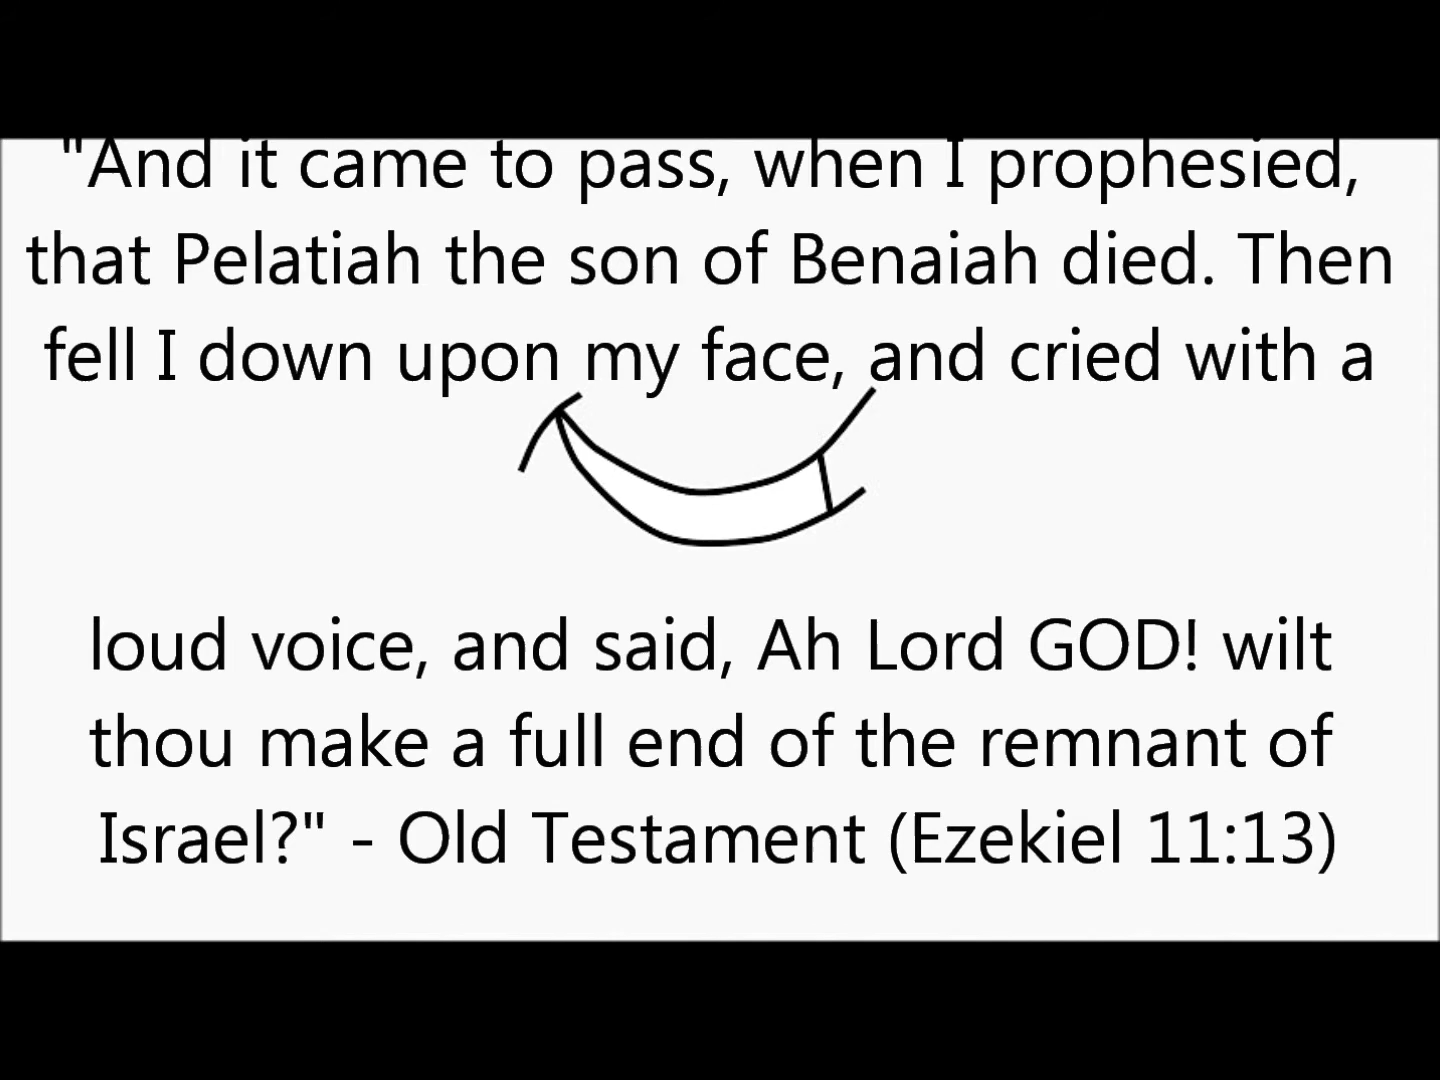 "And it came to pass, when I prophesied,
that Pelatiah the son of Benaiah died. Then
fell I down upon my face, and cried with a
loud voice, and said, Ah Lord GOD! wilt
thou make a full end of the remnant of
Israel?" - Old Testament (Ezekiel 11:13)